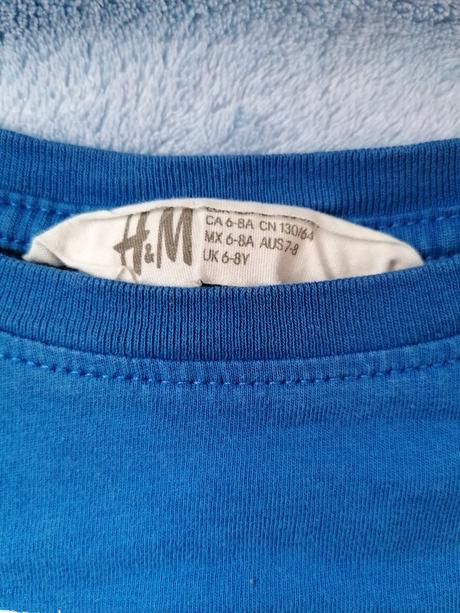 H&M
CA 6-8A CN 130/64
MX 6-8A AUS 7-8
UK 6-8Y